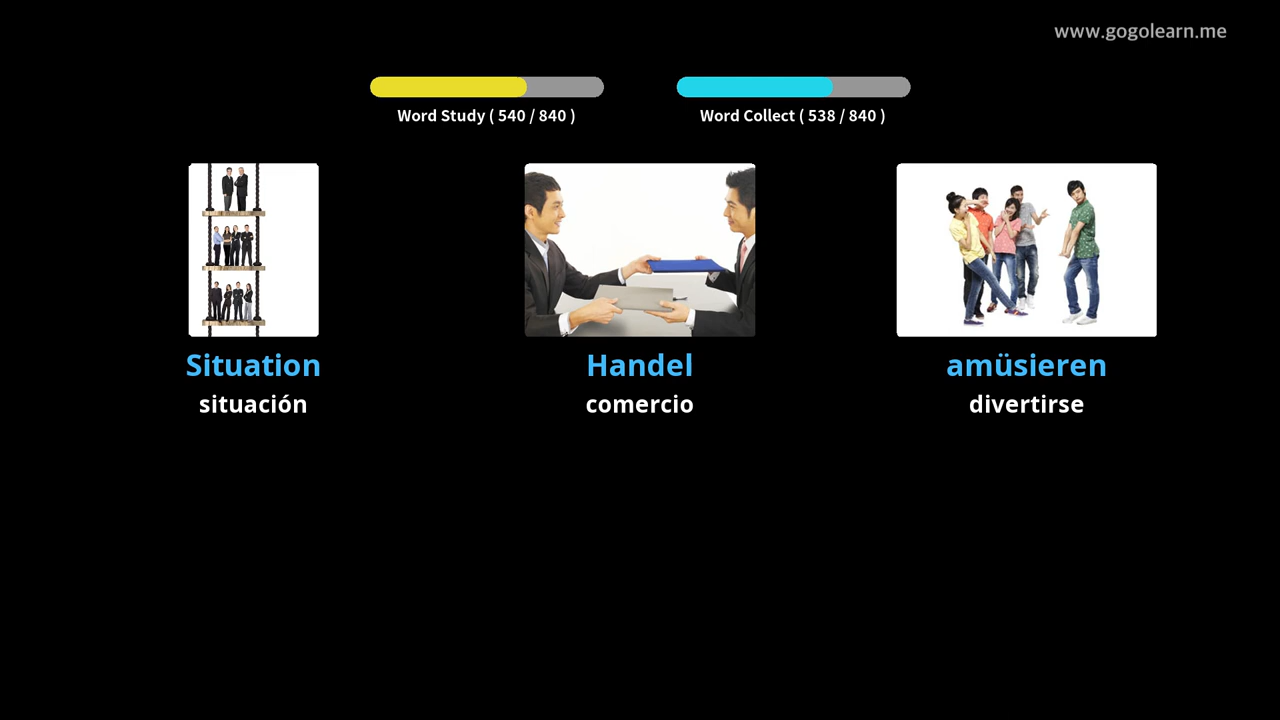 www.gogolearn.me
Word Study ( 540 / 840 )
Word Collect ( 538 / 840 )
Situation
situación
Handel
comercio
amüsieren
divertirse